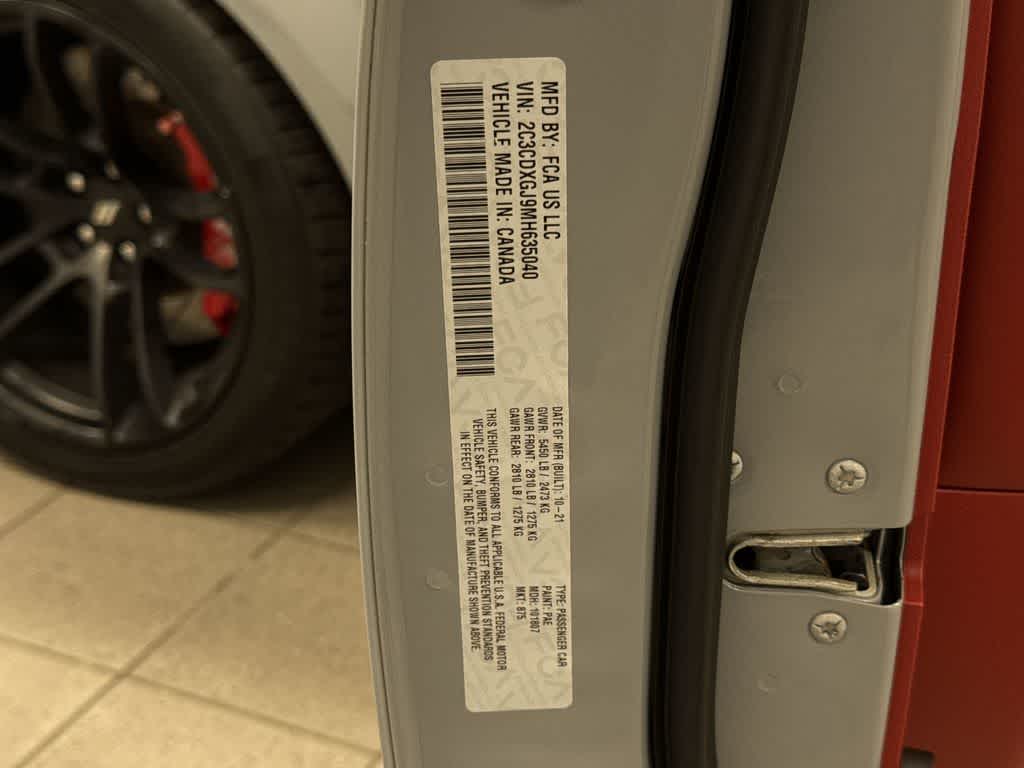 MFD BY: FCA US LLC
VIN: 2C3CDXGJ9MH635040
VEHICLE MADE IN: CANADA
DATE OF MFR (BUILT): 10-21
GVWR: 5450 LB / 2473 KG
GAWR FRONT: 2810 LB / 1275 KG
GAWR REAR: 2810 LB / 1275 KG
TYPE: PASSENGER CAR
PAINT: PAE
MDH: 101807
MKT: 875
THIS VEHICLE CONFORMS TO ALL APPLICABLE U.S.A. FEDERAL MOTOR
VEHICLE SAFETY, BUMPER, AND THEFT PREVENTION STANDARDS
IN EFFECT ON THE DATE OF MANUFACTURE SHOWN ABOVE.